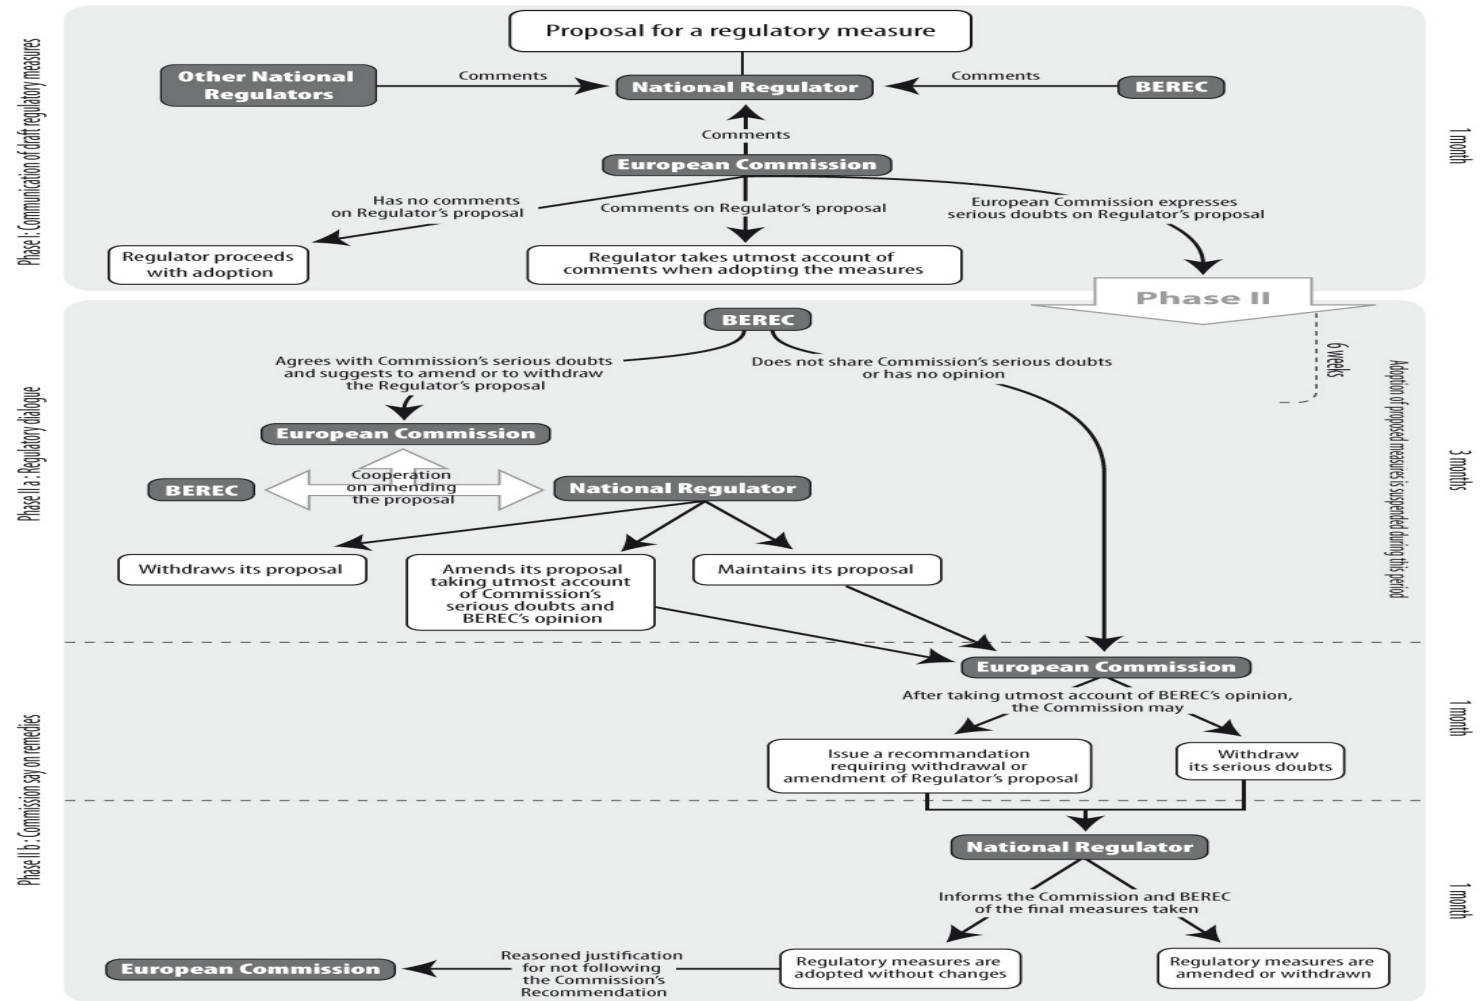 Proposal for a regulatory measure
Other National
Regulators
Comments
National Regulator
Comments
BEREC
Comments
European Commission
Has no comments
on Regulator's proposal
Comments on Regulator's proposal
European Commission expresses
serious doubts on Regulator's proposal
Regulator proceeds
with adoption
Regulator takes utmost account of
comments when adopting the measures
Phase I: Communication of draft regulatory measures
1 month
Phase II
BEREC
Agrees with Commission's serious doubts
and suggests to amend or to withdraw
the Regulator's proposal
Does not share Commission's serious doubts
or has no opinion
6 weeks
Adoption of proposed measures is suspended during this period
European Commission
BEREC
Cooperation
on amending
the proposal
National Regulator
Phase II a : Regulatory dialogue
3 months
Withdraws its proposal
Amends its proposal
taking utmost account
of Commission's
serious doubts and
BEREC's opinion
Maintains its proposal
European Commission
After taking utmost account of BEREC's opinion,
the Commission may
Issue a recommandation
requiring withdrawal or
amendment of Regulator's proposal
Withdraw
its serious doubts
1 month
Phase II b : Commission say on remedies
National Regulator
Informs the Commission and BEREC
of the final measures taken
1 month
Regulatory measures are
adopted without changes
Regulatory measures are
amended or withdrawn
Reasoned justification
for not following
the Commission's
Recommendation
European Commission